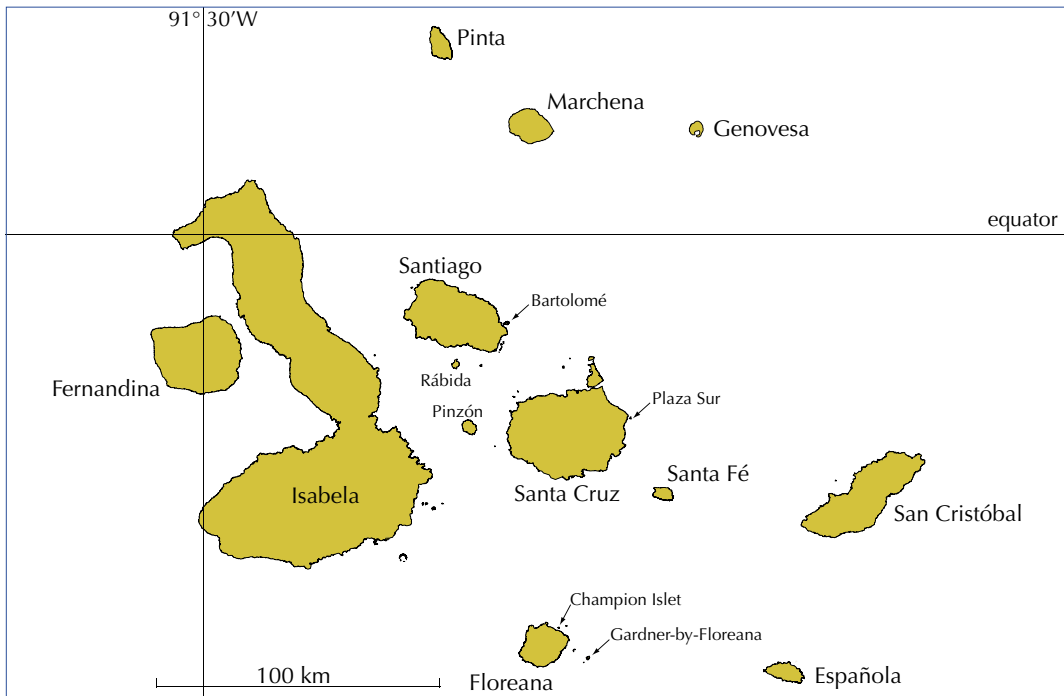 91° 30′W
Pinta
Marchena
Genovesa
equator
Santiago
Bartolomé
Fernandina
Rábida
Pinzón
Plaza Sur
Santa Fé
Isabela
Santa Cruz
San Cristóbal
Champion Islet
Gardner-by-Floreana
100 km
Floreana
Española